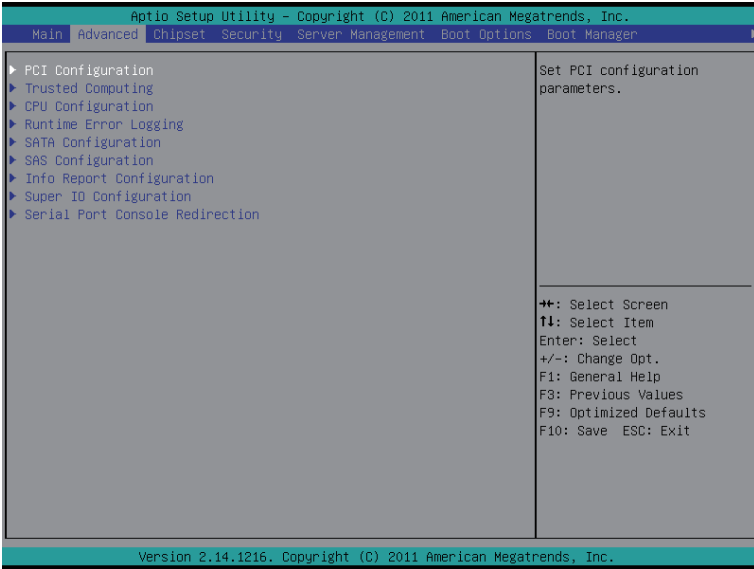 Aptio Setup Utility – Copyright (C) 2011 American Megatrends, Inc.
Main Advanced Chipset Security Server Management Boot Options Boot Manager
PCI Configuration
Trusted Computing
CPU Configuration
Runtime Error Logging
SATA Configuration
SAS Configuration
Info Report Configuration
Super IO Configuration
Serial Port Console Redirection
Set PCI configuration
parameters.
→←: Select Screen
↑↓: Select Item
Enter: Select
+/-: Change Opt.
F1: General Help
F3: Previous Values
F9: Optimized Defaults
F10: Save ESC: Exit
Version 2.14.1216. Copyright (C) 2011 American Megatrends, Inc.